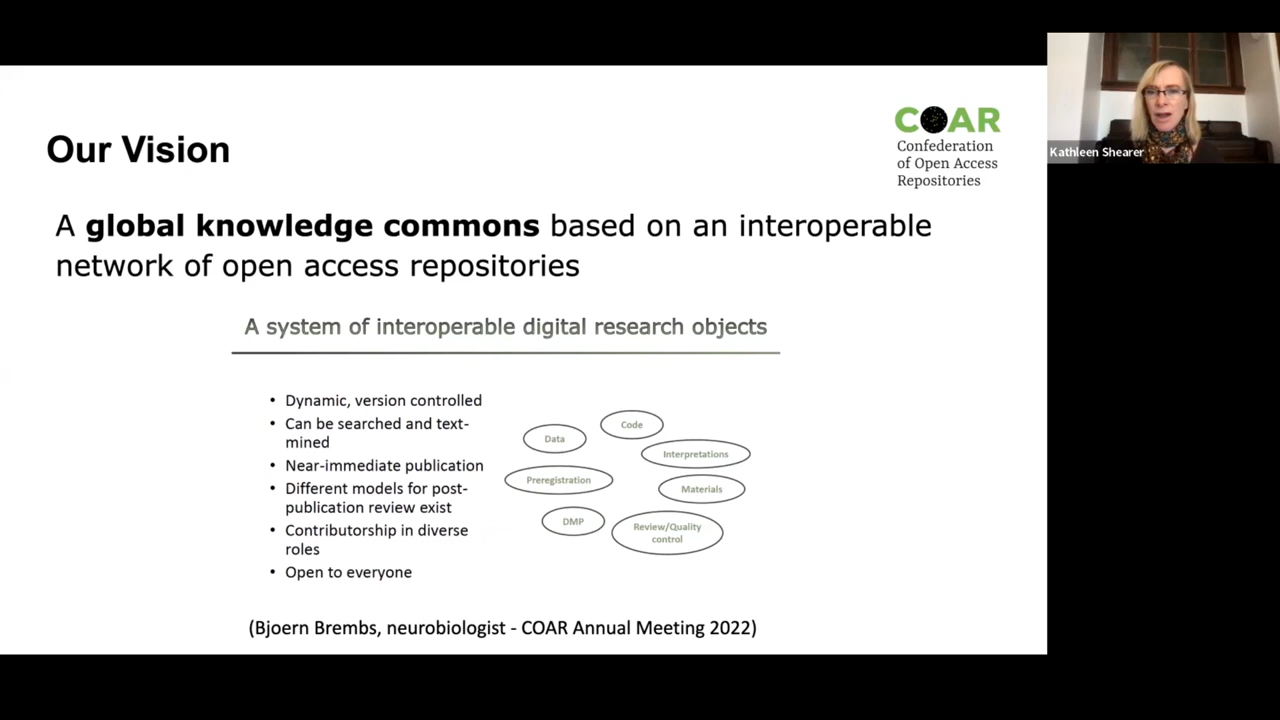 COAR
Confederation
of Open Access
Repositories
Kathleen Shearer
Our Vision
A global knowledge commons based on an interoperable
network of open access repositories
A system of interoperable digital research objects
• Dynamic, version controlled
• Can be searched and text-
mined
• Near-immediate publication
• Different models for post-
publication review exist
• Contributorship in diverse
roles
• Open to everyone
Code
Data
Interpretations
Preregistration
Materials
DMP
Review/Quality
control
(Bjoern Brembs, neurobiologist - COAR Annual Meeting 2022)